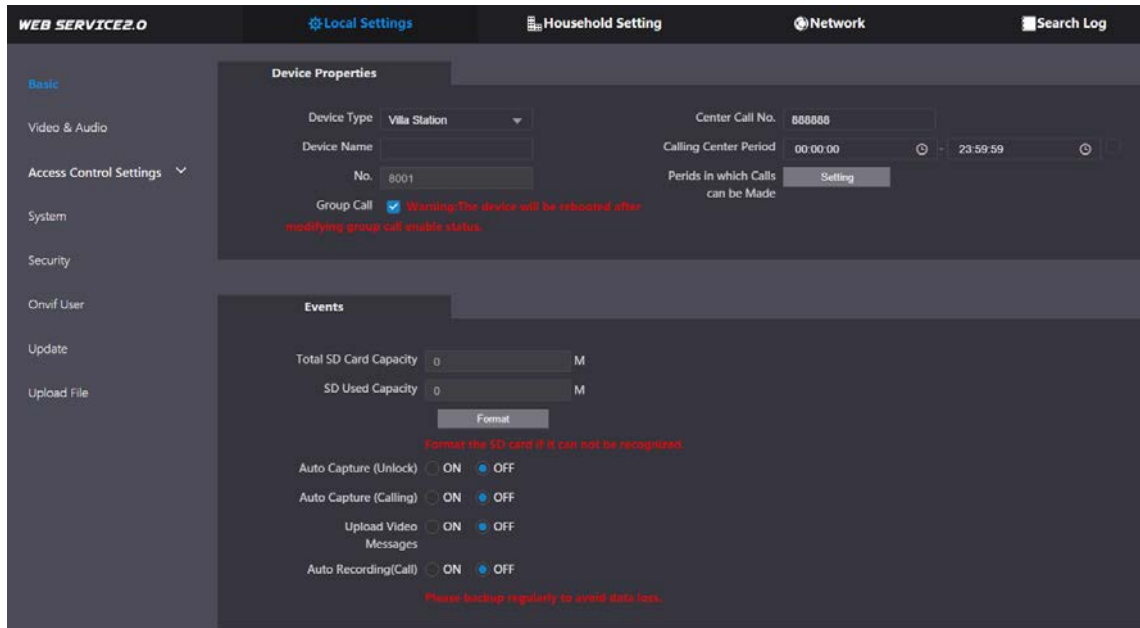 WEB SERVICE2.0 Local Settings Household Setting Network Search Log
Basic
Video & Audio
Access Control Settings
System
Security
Onvif User
Update
Upload File
Device Properties
Device Type Villa Station
Device Name
No. 8001
Group Call Warning:The device will be rebooted after
modifying group call enable status.
Center Call No. 888888
Calling Center Period 00:00:00 - 23:59:59
Perids in which Calls Setting
can be Made
Events
Total SD Card Capacity 0 M
SD Used Capacity 0 M
Format
Format the SD card if it can not be recognized.
Auto Capture (Unlock) ON OFF
Auto Capture (Calling) ON OFF
Upload Video ON OFF
Messages
Auto Recording(Call) ON OFF
Please backup regularly to avoid data loss.